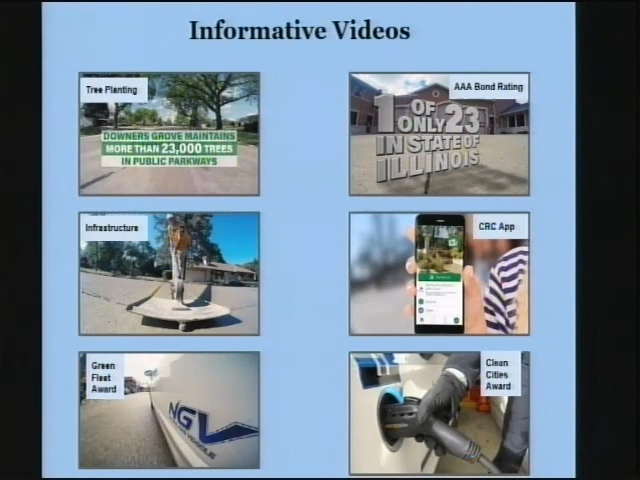 Informative Videos
Tree Planting
DOWNERS GROVE MAINTAINS
MORE THAN 23,000 TREES
IN PUBLIC PARKWAYS
AAA Bond Rating
1 OF
ONLY 23
IN STATE OF
ILLINOIS
Infrastructure
CRC App
Green
Fleet
Award
NGV
Clean
Cities
Award